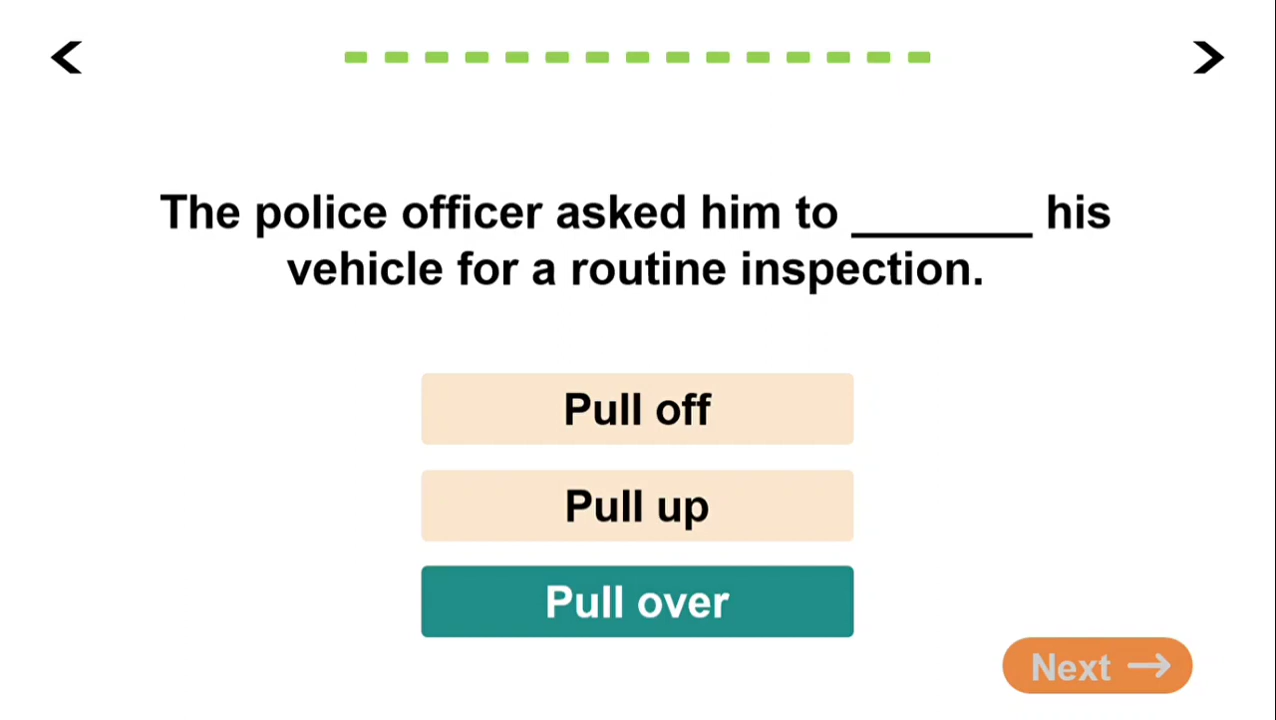 The police officer asked him to ________ his
vehicle for a routine inspection.
Pull off
Pull up
Pull over
Next →